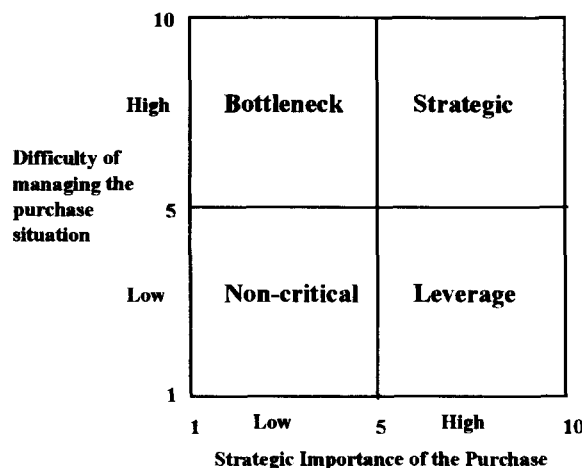 10
High
Bottleneck
Strategic
Difficulty of
managing the
purchase
situation
5
Low
Non-critical
Leverage
1
1
Low
5
High
10
Strategic Importance of the Purchase